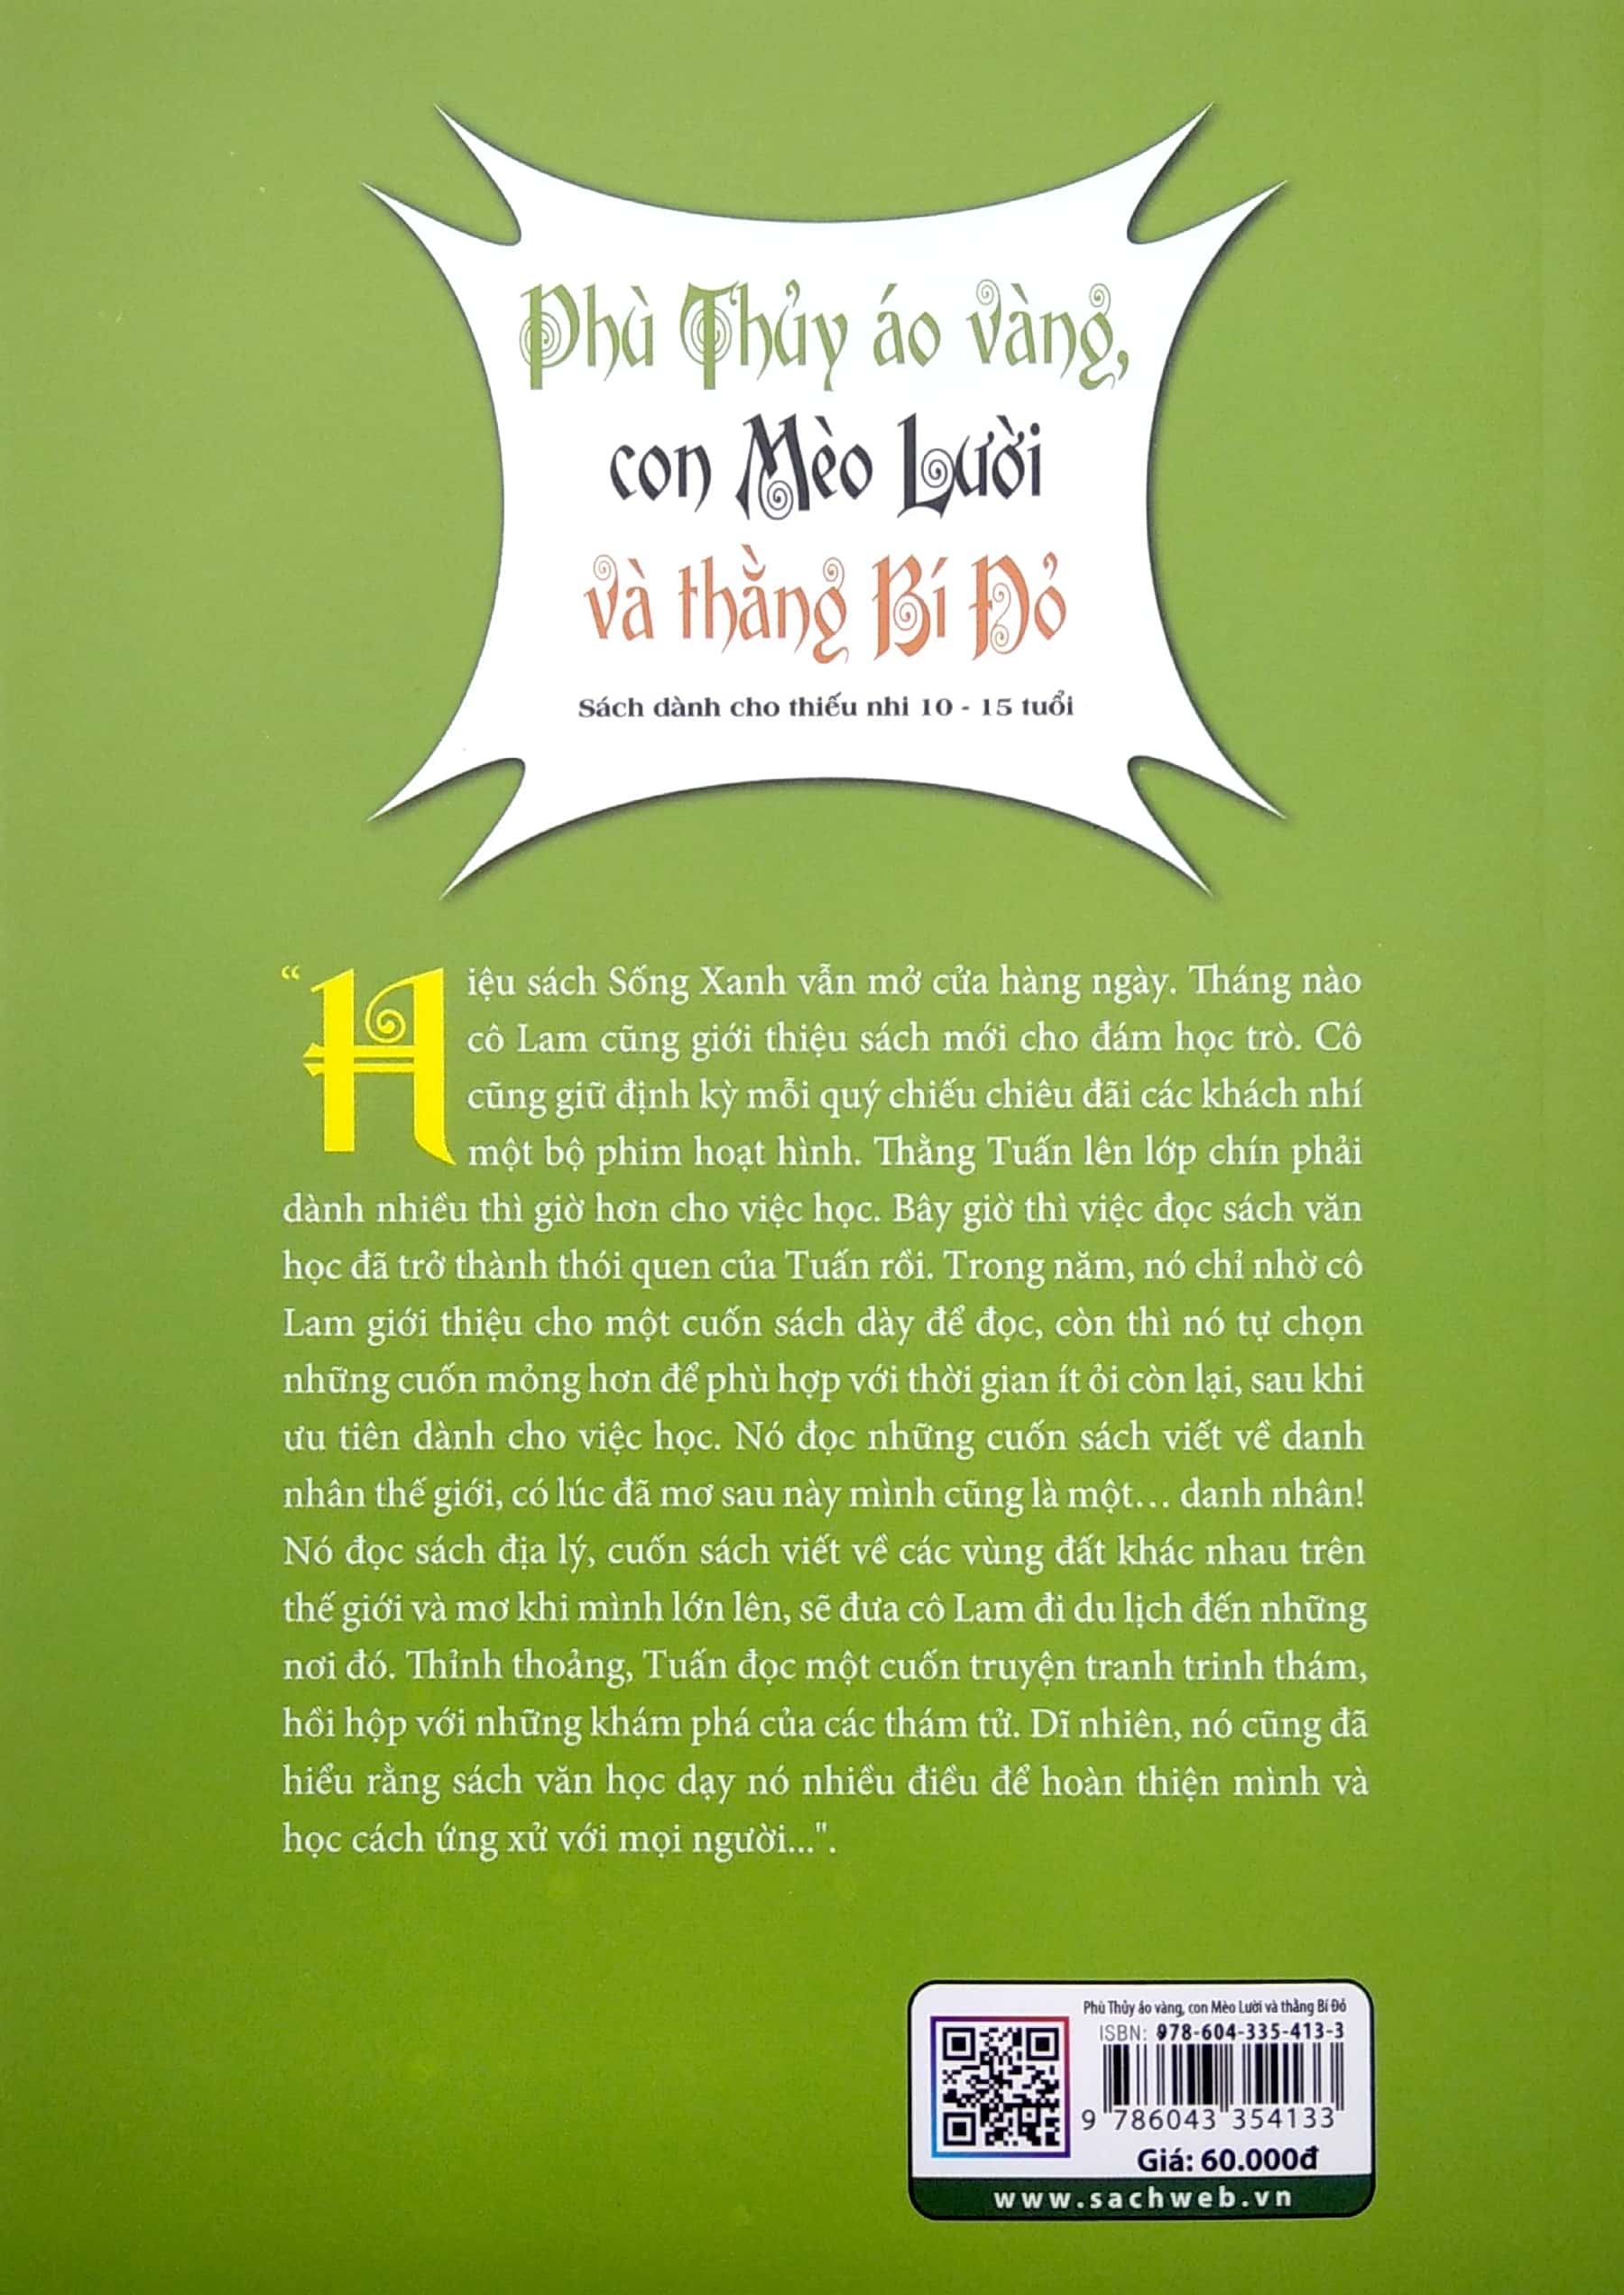 Phù Thủy áo vàng,
con Mèo Lười
và thằng Bí Đỏ
Sách dành cho thiếu nhi 10 - 15 tuổi
“Hiệu sách Sống Xanh vẫn mở cửa hàng ngày. Tháng nào
cô Lam cũng giới thiệu sách mới cho đám học trò. Cô
cũng giữ định kỳ mỗi quý chiếu chiêu đãi các khách nhí
một bộ phim hoạt hình. Thằng Tuấn lên lớp chín phải
dành nhiều thì giờ hơn cho việc học. Bây giờ thì việc đọc sách văn
học đã trở thành thói quen của Tuấn rồi. Trong năm, nó chỉ nhờ cô
Lam giới thiệu cho một cuốn sách dày để đọc, còn thì nó tự chọn
những cuốn mỏng hơn để phù hợp với thời gian ít ỏi còn lại, sau khi
ưu tiên dành cho việc học. Nó đọc những cuốn sách viết về danh
nhân thế giới, có lúc đã mơ sau này mình cũng là một… danh nhân!
Nó đọc sách địa lý, cuốn sách viết về các vùng đất khác nhau trên
thế giới và mơ khi mình lớn lên, sẽ đưa cô Lam đi du lịch đến những
nơi đó. Thỉnh thoảng, Tuấn đọc một cuốn truyện tranh trinh thám,
hồi hộp với những khám phá của các thám tử. Dĩ nhiên, nó cũng đã
hiểu rằng sách văn học dạy nó nhiều điều để hoàn thiện mình và
học cách ứng xử với mọi người...".
Phù Thủy áo vàng, con Mèo Lười và thằng Bí Đỏ
ISBN: 978-604-335-413-3
9 786043 354133
Giá: 60.000đ
www.sachweb.vn